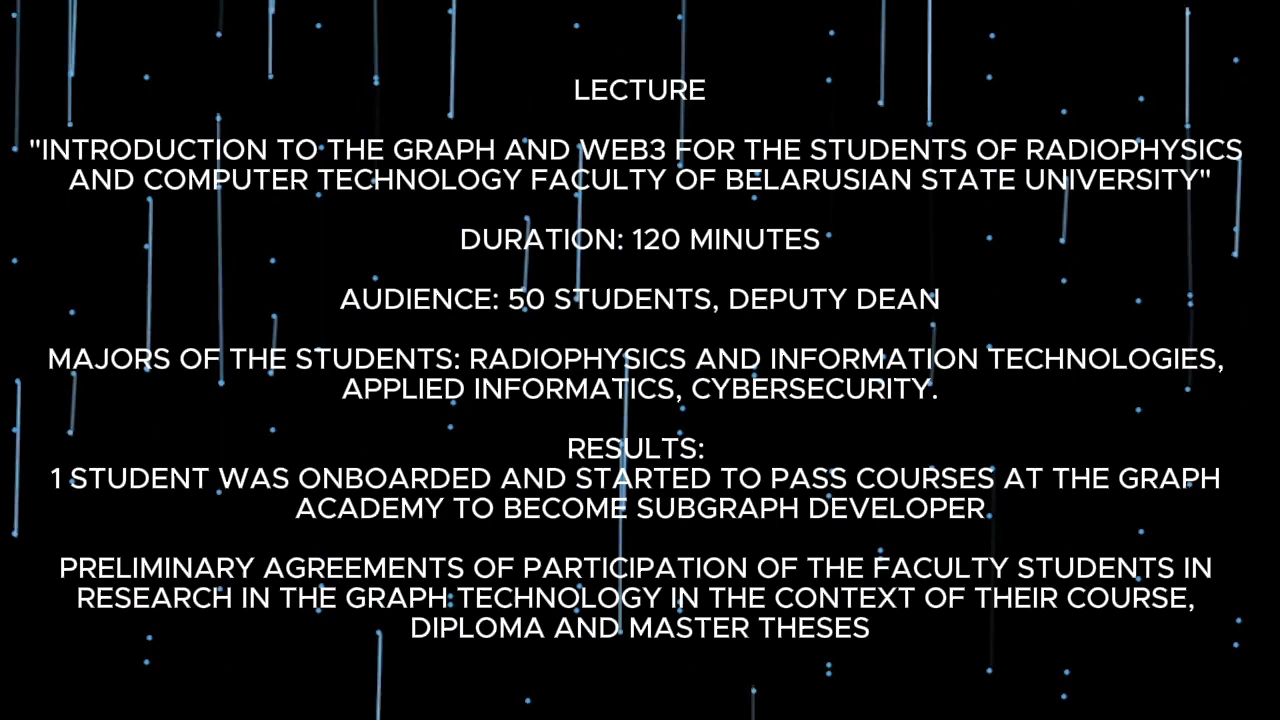 LECTURE
"INTRODUCTION TO THE GRAPH AND WEB3 FOR THE STUDENTS OF RADIOPHYSICS
AND COMPUTER TECHNOLOGY FACULTY OF BELARUSIAN STATE UNIVERSITY"
DURATION: 120 MINUTES
AUDIENCE: 50 STUDENTS, DEPUTY DEAN
MAJORS OF THE STUDENTS: RADIOPHYSICS AND INFORMATION TECHNOLOGIES,
APPLIED INFORMATICS, CYBERSECURITY.
RESULTS:
1 STUDENT WAS ONBOARDED AND STARTED TO PASS COURSES AT THE GRAPH
ACADEMY TO BECOME SUBGRAPH DEVELOPER.
PRELIMINARY AGREEMENTS OF PARTICIPATION OF THE FACULTY STUDENTS IN
RESEARCH IN THE GRAPH TECHNOLOGY IN THE CONTEXT OF THEIR COURSE,
DIPLOMA AND MASTER THESES